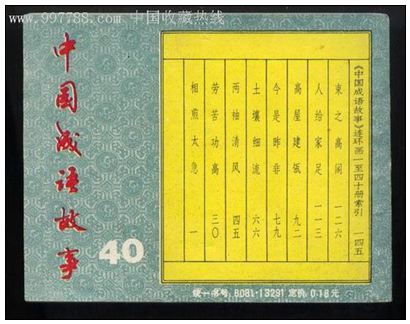 www.997788.com 中国收藏热线
中国成语故事
40
《中国成语故事》连环画一至四十册索引 一四五
束之高阁 一二六
人给家足 一一三
高屋建瓴 九二
今是昨非 七九
土壤细流 六六
两袖清风 四五
劳苦功高 三〇
相煎太急 一
统一书号: 8081·13291 定价: 0.18元